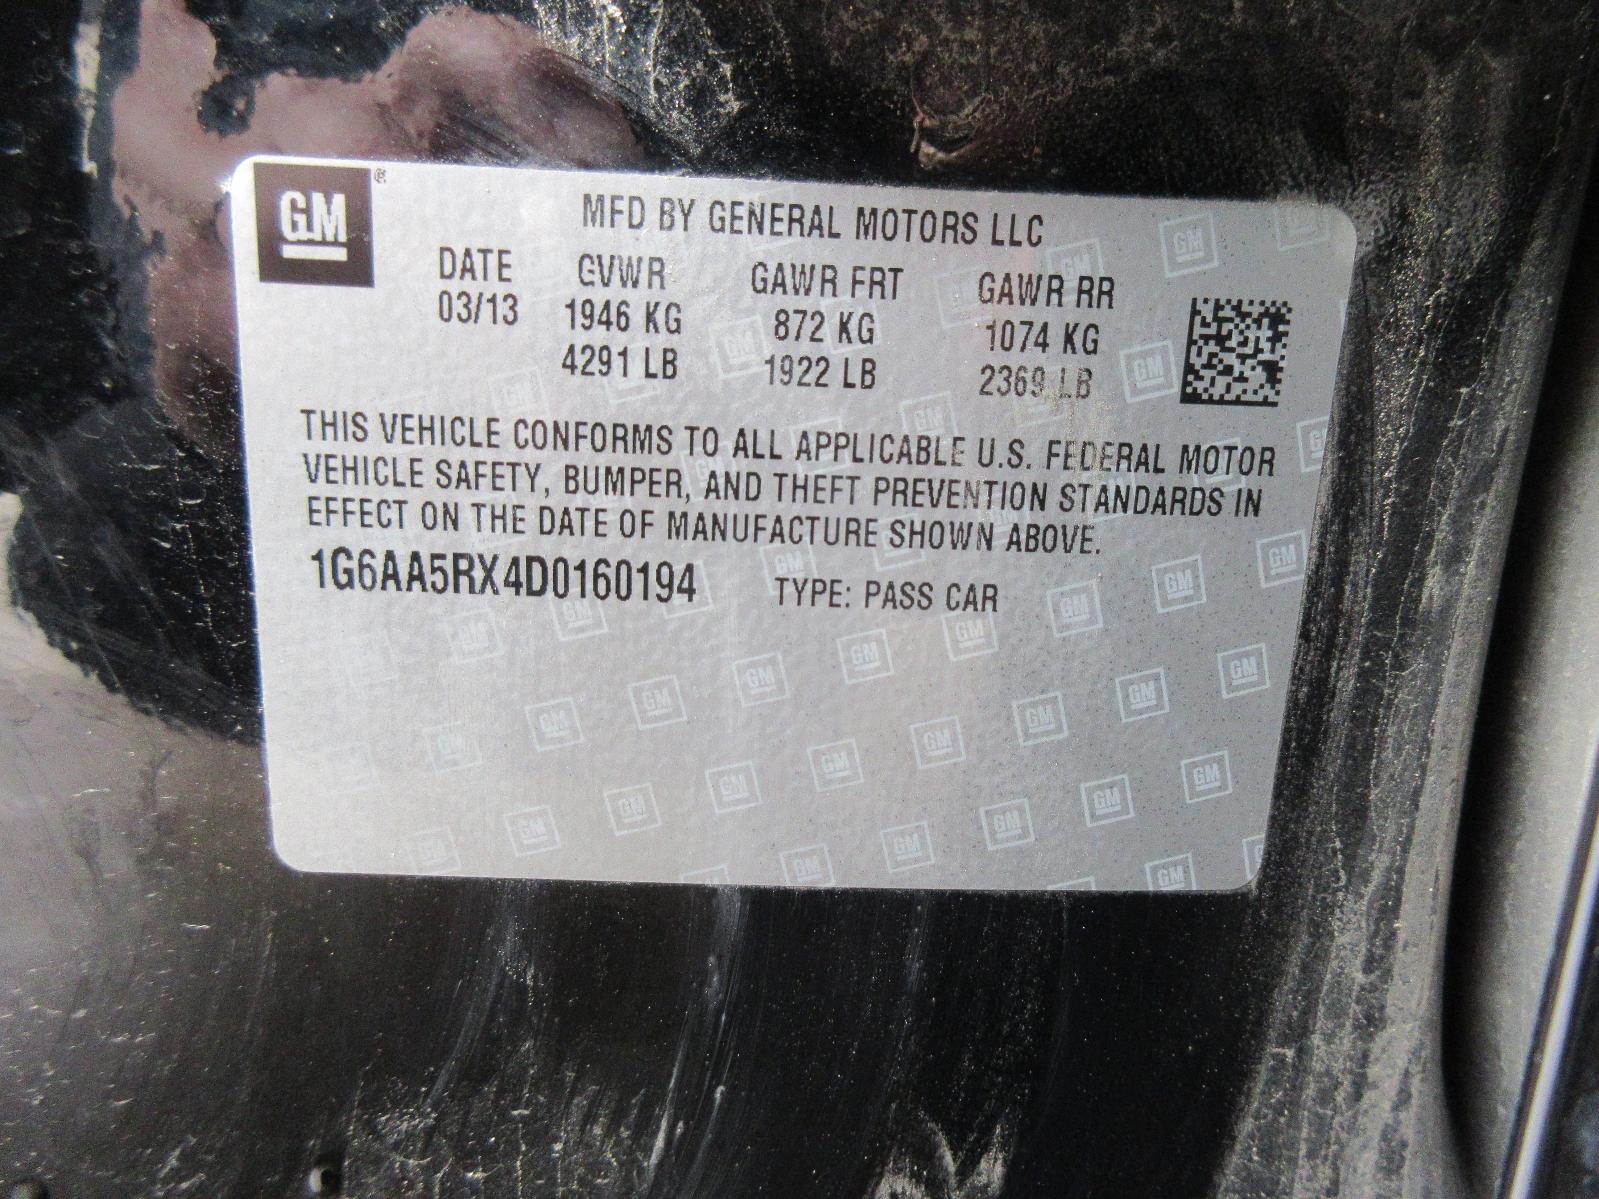 GM ®
MFD BY GENERAL MOTORS LLC
DATE GVWR GAWR FRT GAWR RR
03/13 1946 KG 872 KG 1074 KG
4291 LB 1922 LB 2369 LB
THIS VEHICLE CONFORMS TO ALL APPLICABLE U.S. FEDERAL MOTOR
VEHICLE SAFETY, BUMPER, AND THEFT PREVENTION STANDARDS IN
EFFECT ON THE DATE OF MANUFACTURE SHOWN ABOVE.
1G6AA5RX4D0160194 TYPE: PASS CAR